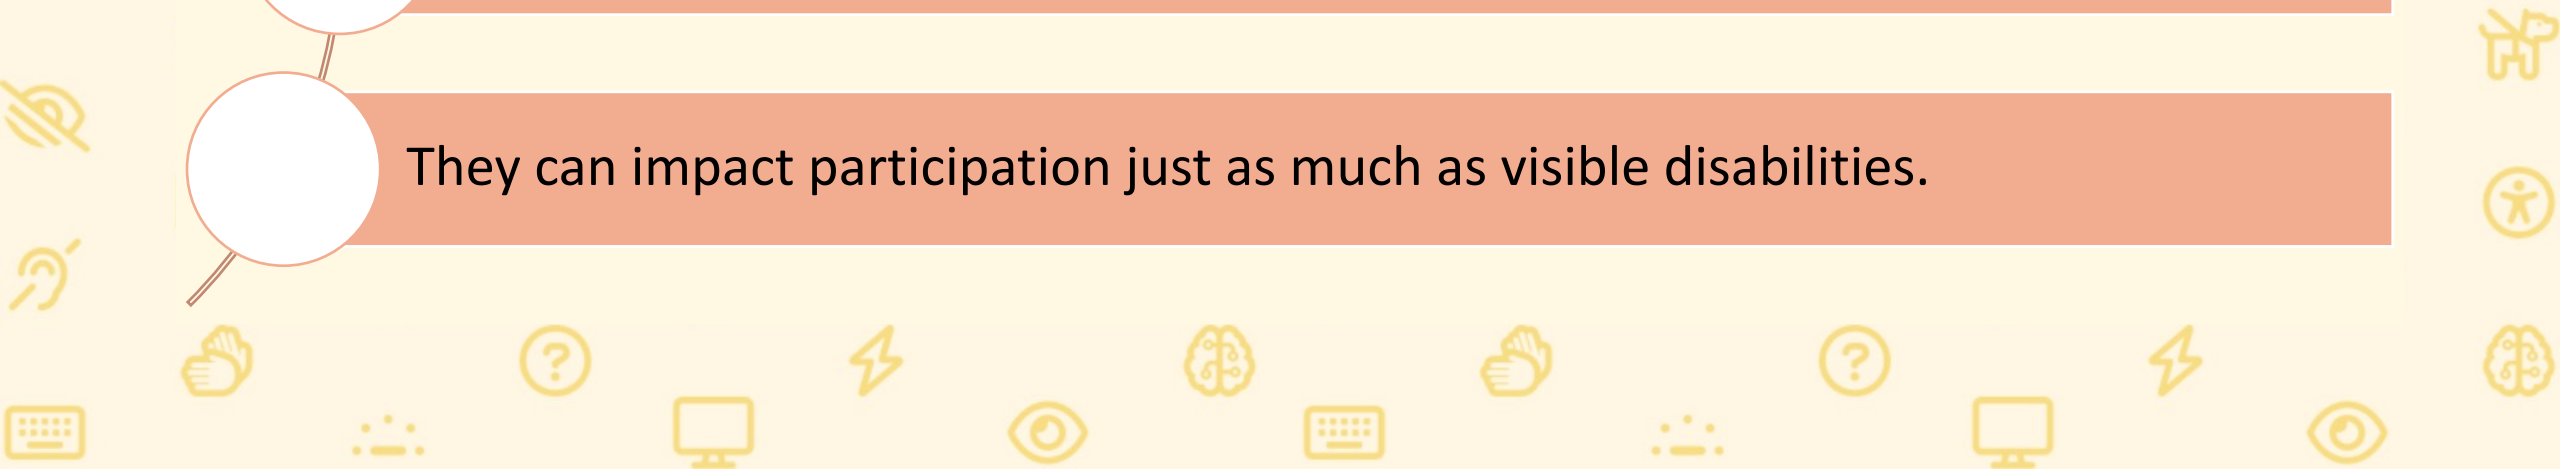 They can impact participation just as much as visible disabilities.